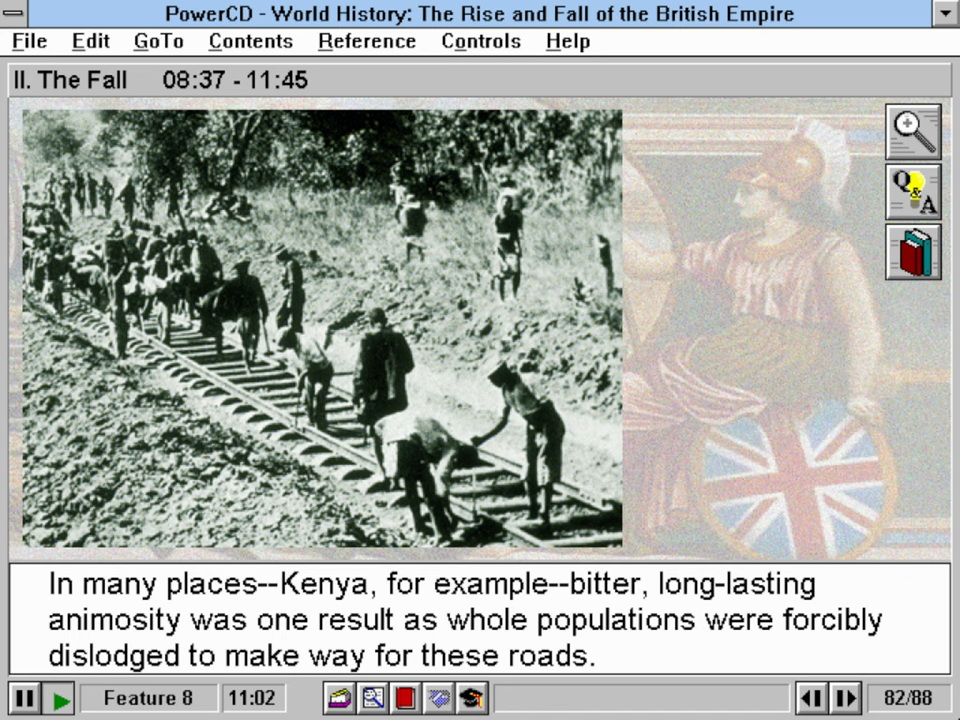 PowerCD - World History: The Rise and Fall of the British Empire
File Edit GoTo Contents Reference Controls Help
II. The Fall 08:37 - 11:45
Q & A
In many places--Kenya, for example--bitter, long-lasting
animosity was one result as whole populations were forcibly
dislodged to make way for these roads.
Feature 8 11:02 82/88